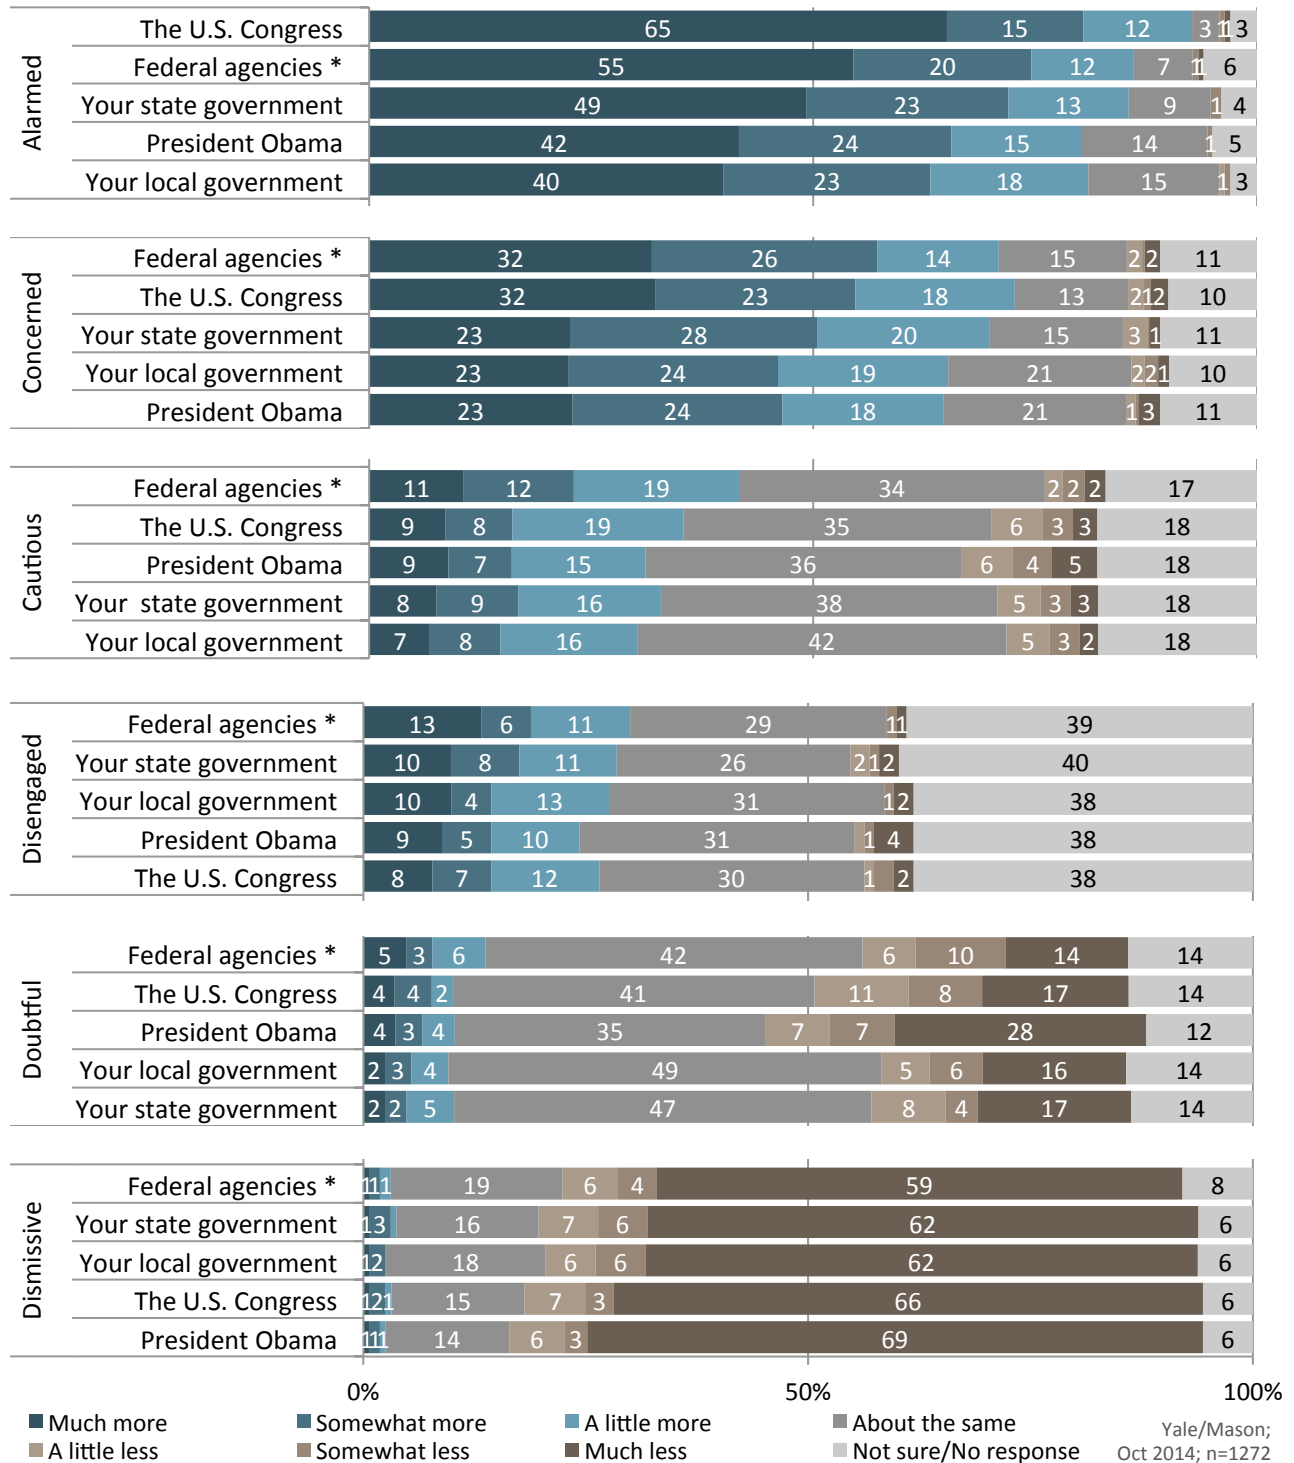 Alarmed
The U.S. Congress 65 15 12 3 1 1 3
Federal agencies * 55 20 12 7 1 1 6
Your state government 49 23 13 9 1 4
President Obama 42 24 15 14 1 5
Your local government 40 23 18 15 1 3
Concerned
Federal agencies * 32 26 14 15 2 2 11
The U.S. Congress 32 23 18 13 2 1 2 10
Your state government 23 28 20 15 3 1 11
Your local government 23 24 19 21 2 2 1 10
President Obama 23 24 18 21 1 3 11
Cautious
Federal agencies * 11 12 19 34 2 2 2 17
The U.S. Congress 9 8 19 35 6 3 3 18
President Obama 9 7 15 36 6 4 5 18
Your state government 8 9 16 38 5 3 3 18
Your local government 7 8 16 42 5 3 2 18
Disengaged
Federal agencies * 13 6 11 29 1 1 39
Your state government 10 8 11 26 2 1 2 40
Your local government 10 4 13 31 1 2 38
President Obama 9 5 10 31 1 4 38
The U.S. Congress 8 7 12 30 1 2 38
Doubtful
Federal agencies * 5 3 6 42 6 10 14 14
The U.S. Congress 4 4 2 41 11 8 17 14
President Obama 4 3 4 35 7 7 28 12
Your local government 2 3 4 49 5 6 16 14
Your state government 2 2 5 47 8 4 17 14
Dismissive
Federal agencies * 1 1 1 19 6 4 59 8
Your state government 1 3 16 7 6 62 6
Your local government 1 2 18 6 6 62 6
The U.S. Congress 1 2 1 15 7 3 66 6
President Obama 1 1 1 14 6 3 69 6
0% 50% 100%
Much more Somewhat more A little more About the same
A little less Somewhat less Much less Not sure/No response
Yale/Mason;
Oct 2014; n=1272